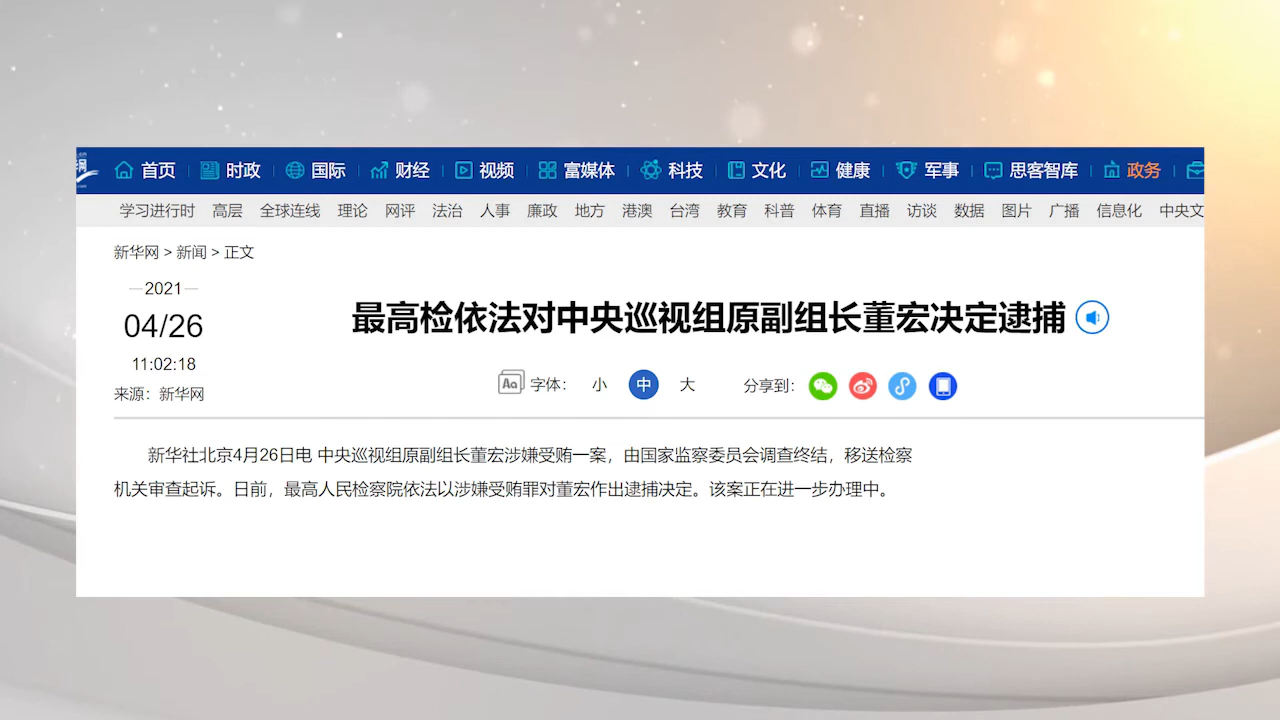 首页 时政 国际 财经 视频 富媒体 科技 文化 健康 军事 思客智库 政务
学习进行时 高层 全球连线 理论 网评 法治 人事 廉政 地方 港澳 台湾 教育 科普 体育 直播 访谈 数据 图片 广播 信息化 中央文
新华网 > 新闻 > 正文
2021
04/26
11:02:18
来源：新华网
最高检依法对中央巡视组原副组长董宏决定逮捕
Aa 字体： 小 中 大 分享到：
新华社北京4月26日电 中央巡视组原副组长董宏涉嫌受贿一案，由国家监察委员会调查终结，移送检察
机关审查起诉。日前，最高人民检察院依法以涉嫌受贿罪对董宏作出逮捕决定。该案正在进一步办理中。